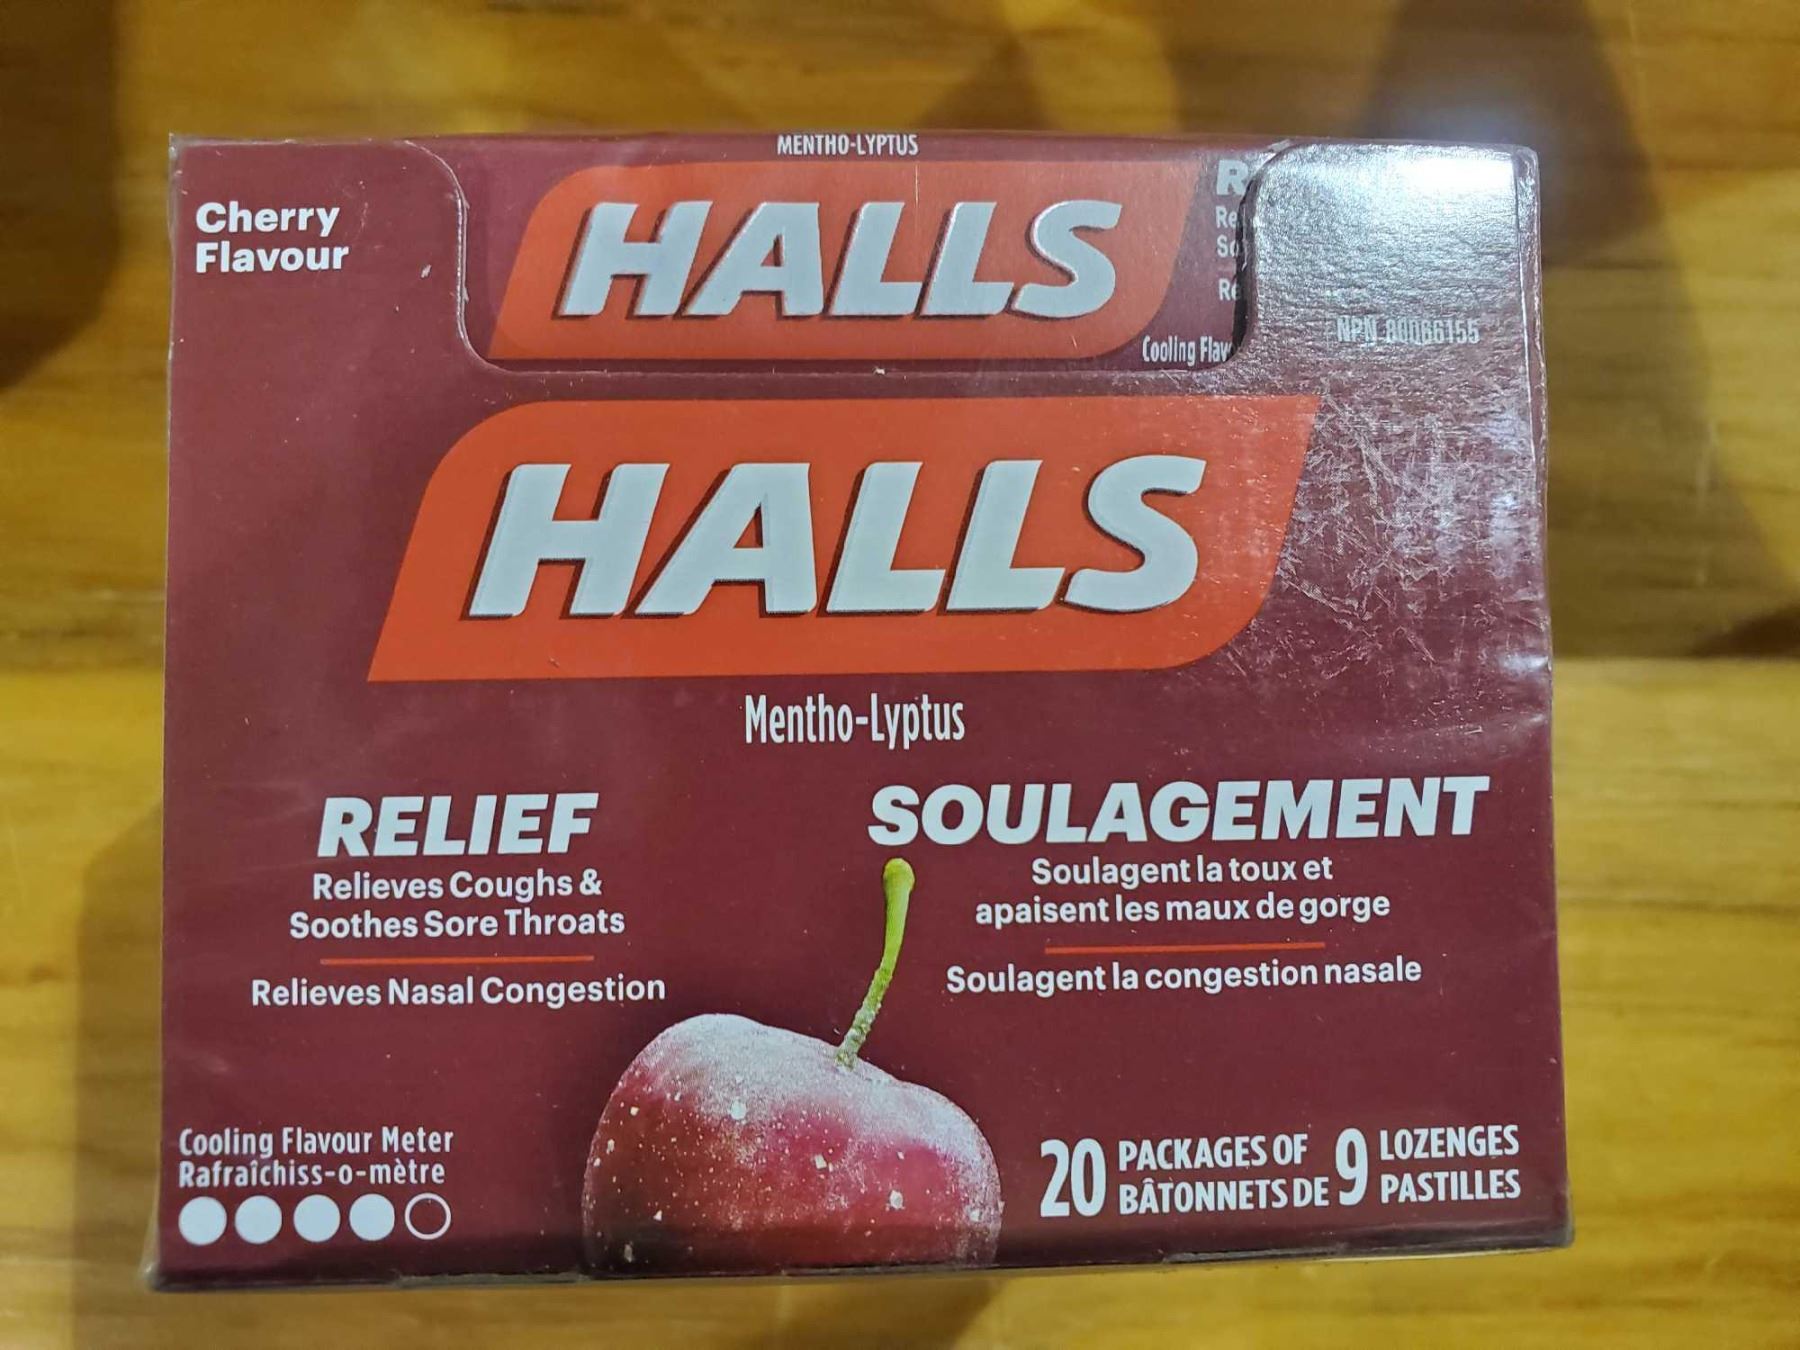 MENTHO-LYPTUS
Cherry
Flavour
HALLS
Cooling
NPN 80066155
HALLS
Mentho-Lyptus
RELIEF
Relieves Coughs &
Soothes Sore Throats
Relieves Nasal Congestion
SOULAGEMENT
Soulagent la toux et
apaisent les maux de gorge
Soulagent la congestion nasale
Cooling Flavour Meter
Rafraîchiss-o-mètre
20 PACKAGES OF 9 LOZENGES
BÂTONNETS DE PASTILLES